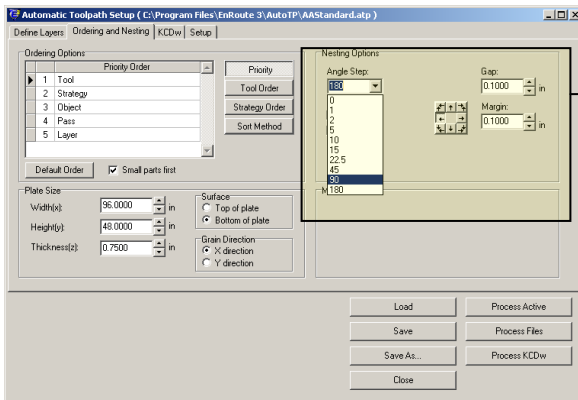 Automatic Toolpath Setup ( C:\Program Files\EnRoute 3\AutoTP\AAStandard.atp )
Define Layers Ordering and Nesting KCDw Setup
Ordering Options
Priority Order
1 Tool
2 Strategy
3 Object
4 Pass
5 Layer
Priority
Tool Order
Strategy Order
Sort Method
Default Order Small parts first
Nesting Options
Angle Step:
180
0
1
2
5
10
15
22.5
45
90
180
Gap:
0.1000 in
Margin:
0.1000 in
Plate Size
Width(x): 96.0000 in
Height(y): 48.0000 in
Thickness(z): 0.7500 in
Surface
Top of plate
Bottom of plate
Grain Direction
X direction
Y direction
Load Process Active
Save Process Files
Save As... Process KCDw
Close